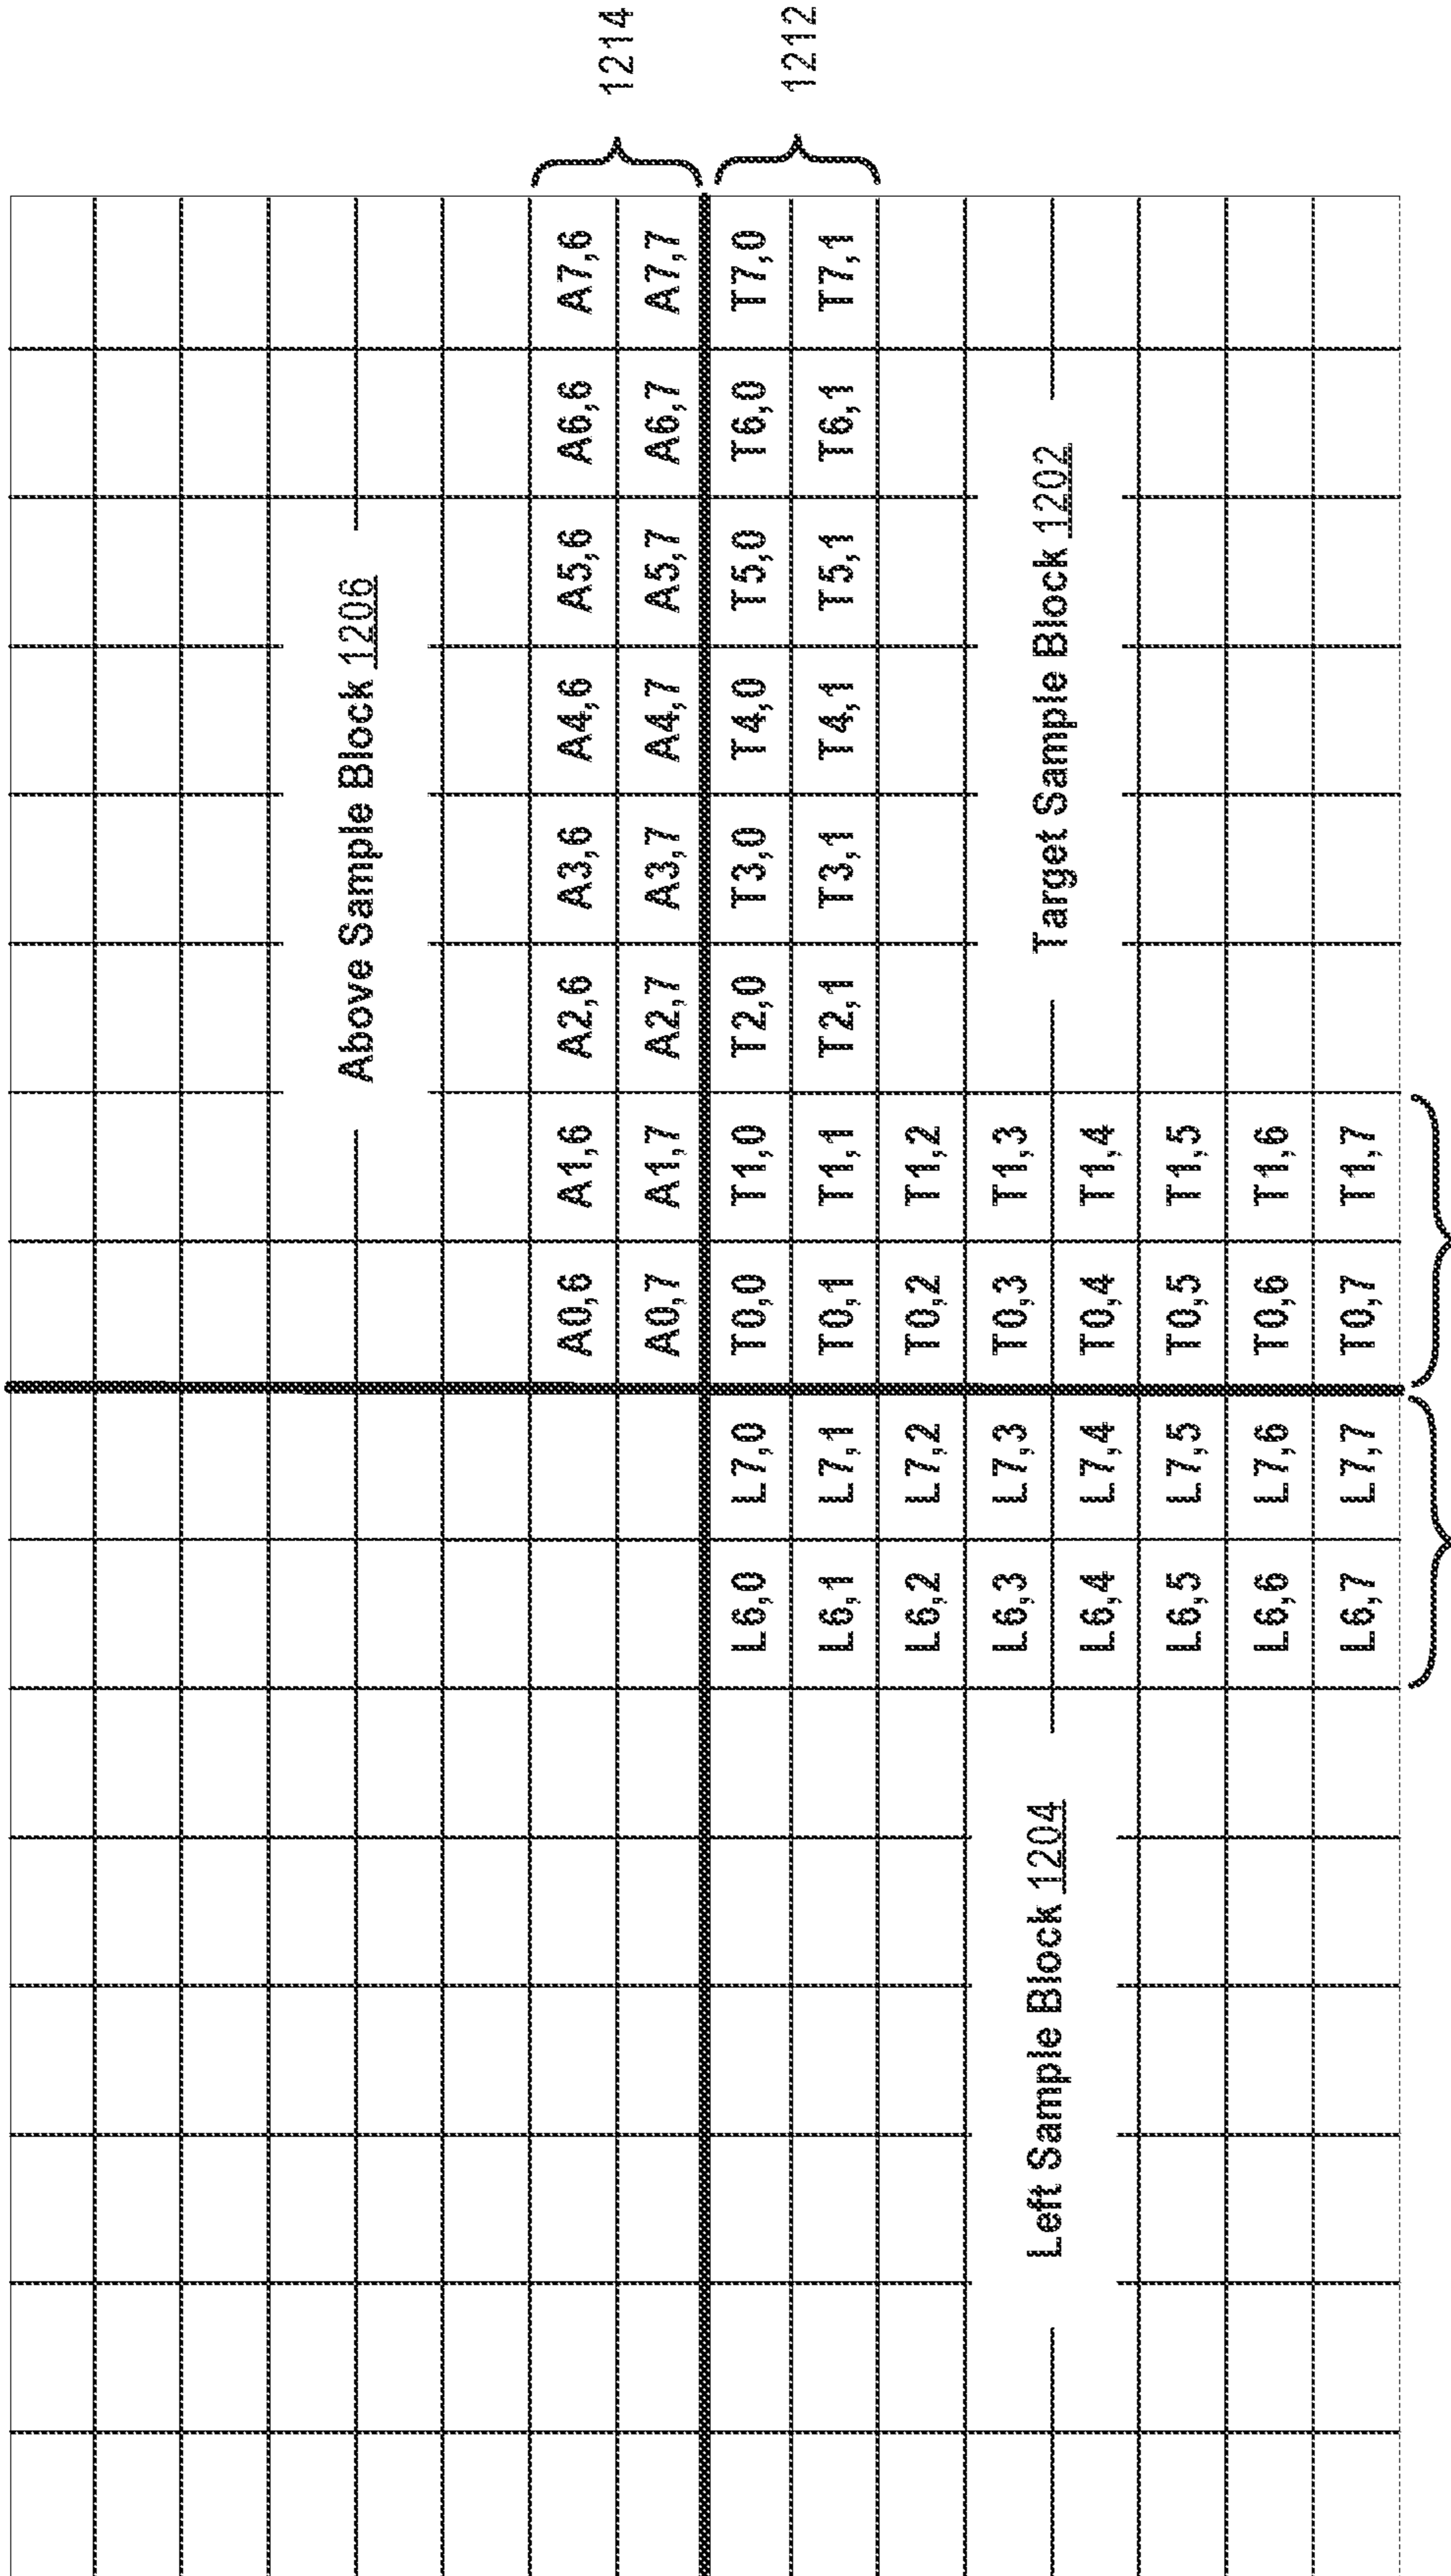 Above Sample Block 1206
A0,6 A1,6 A2,6 A3,6 A4,6 A5,6 A6,6 A7,6
1214
A0,7 A1,7 A2,7 A3,7 A4,7 A5,7 A6,7 A7,7
L6,0 L7,0 T0,0 T1,0 T2,0 T3,0 T4,0 T5,0 T6,0 T7,0
1212
L6,1 L7,1 T0,1 T1,1 T2,1 T3,1 T4,1 T5,1 T6,1 T7,1
L6,2 L7,2 T0,2 T1,2
L6,3 L7,3 T0,3 T1,3
Left Sample Block 1204
Target Sample Block 1202
L6,4 L7,4 T0,4 T1,4
L6,5 L7,5 T0,5 T1,5
L6,6 L7,6 T0,6 T1,6
L6,7 L7,7 T0,7 T1,7